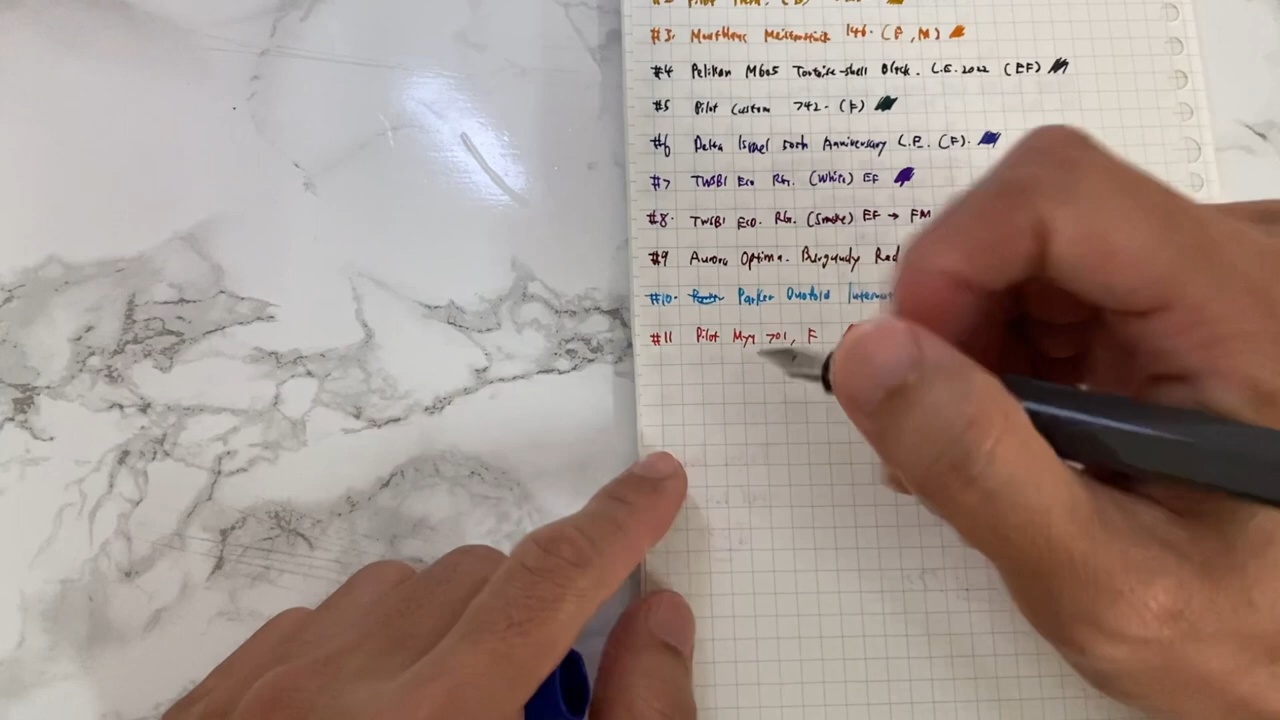 #3. Montblanc Meisterstück 146. (F, M)
#4 Pelikan M605 Tortoise-shell Black. L.E. 2022 (EF)
#5 Pilot Custom 742. (F)
#6 Delta Israel 50th Anniversary L.E. (F).
#7 TWSBI Eco RG. (White) EF
#8. TWSBI Eco. RG. (Smoke) EF → FM
#9 Aurora Optima. Burgundy Red
#10. Parker Duofold
#11 Pilot Myu 701, F